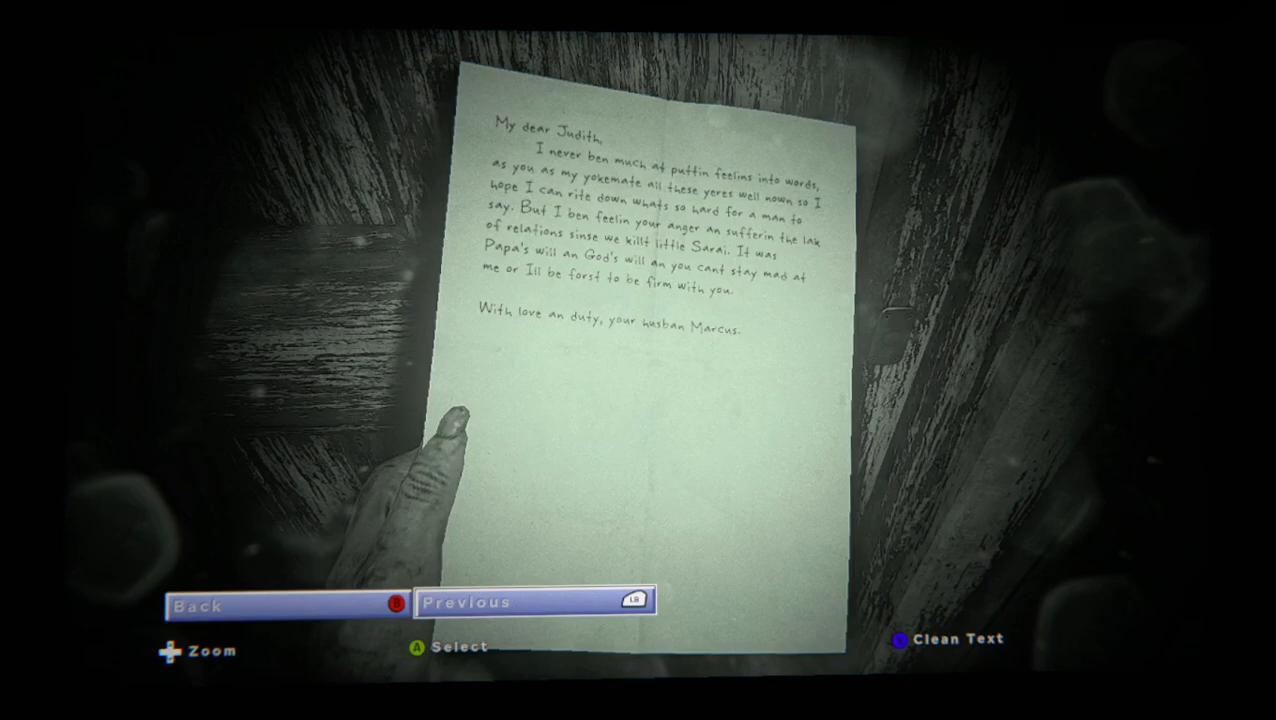 My dear Judith,
I never ben much at puttin feelins into words,
as you as my yokemate all these yeres well nown so I
hope I can rite down whats so hard for a man to
say. But I ben feelin your anger an sufferin the lak
of relations sinse we killt little Sarai. It was
Papa's will an God's will an you cant stay mad at
me or Ill be forst to be firm with you.
With love an duty, your husban Marcus.
Back B
Previous LB
Zoom
A Select
Clean Text